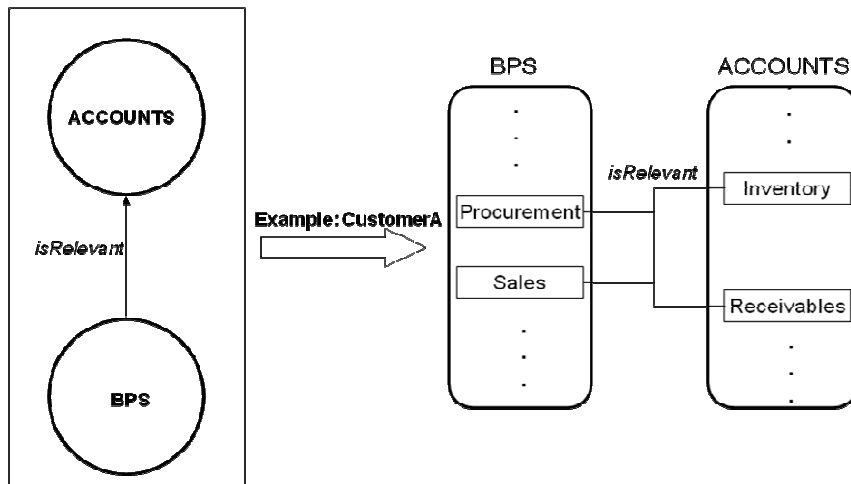 ACCOUNTS
isRelevant
BPS
Example: CustomerA
BPS
ACCOUNTS
isRelevant
Procurement
Inventory
Sales
Receivables